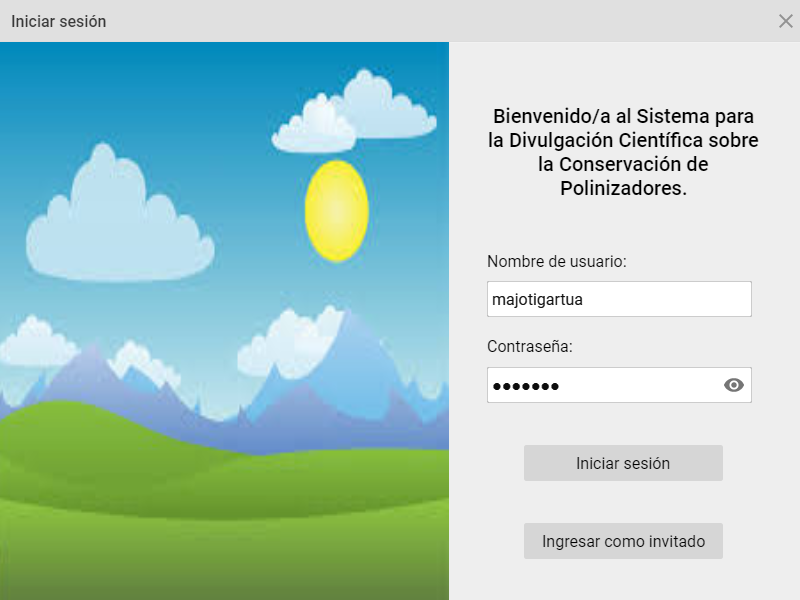 Iniciar sesión
Bienvenido/a al Sistema para
la Divulgación Científica sobre
la Conservación de
Polinizadores.
Nombre de usuario:
majotigartua
Contraseña:
•••••••
Iniciar sesión
Ingresar como invitado